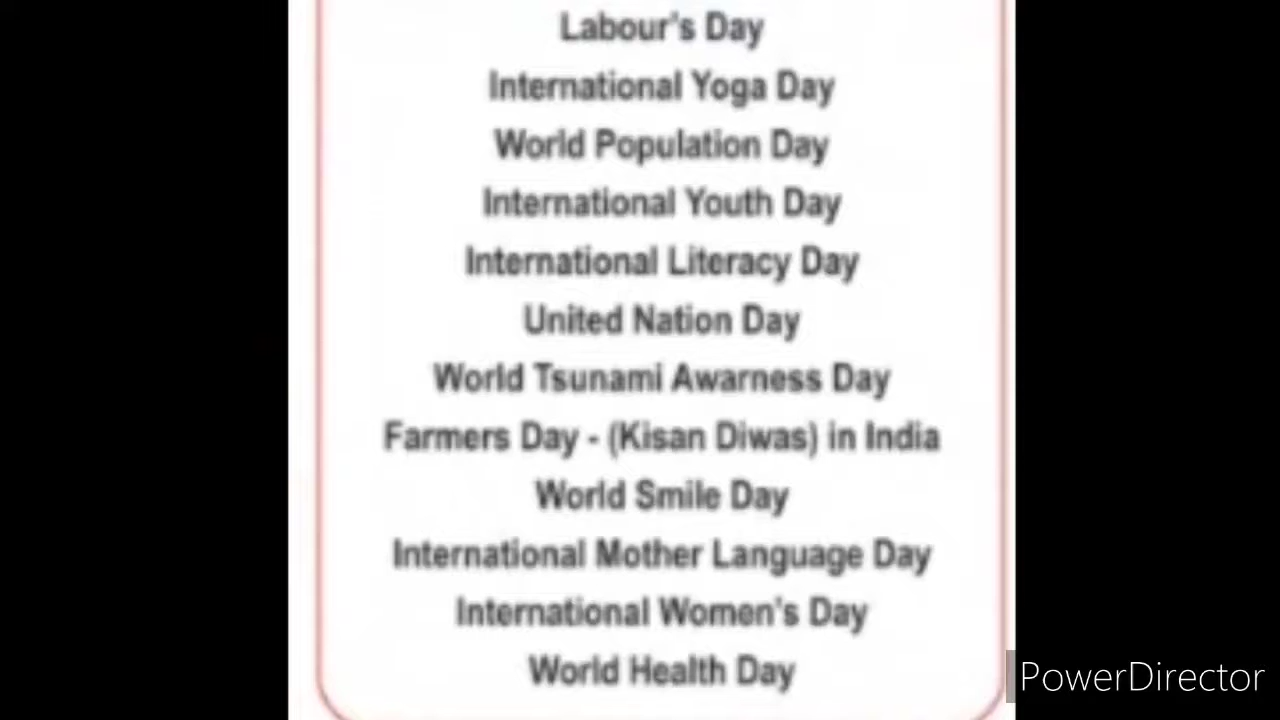 Labour's Day
International Yoga Day
World Population Day
International Youth Day
International Literacy Day
United Nation Day
World Tsunami Awarness Day
Farmers Day - (Kisan Diwas) in India
World Smile Day
International Mother Language Day
International Women's Day
World Health Day
PowerDirector